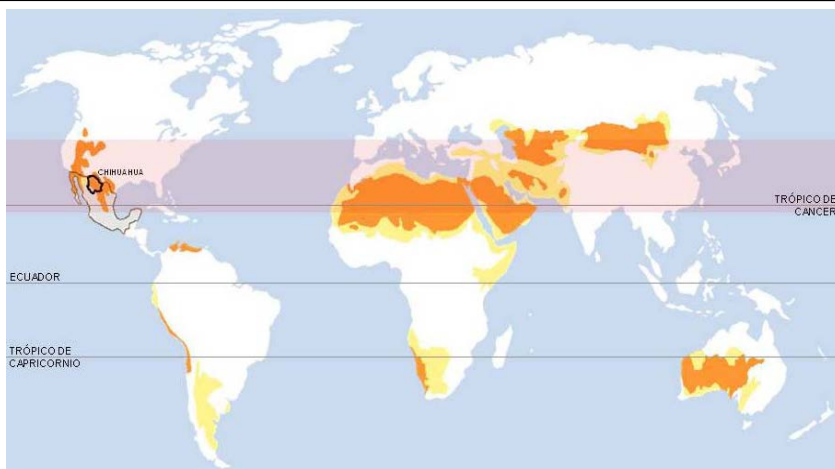 CHIHUAHUA
TRÓPICO DE
CANCER
ECUADOR
TRÓPICO DE
CAPRICORNIO